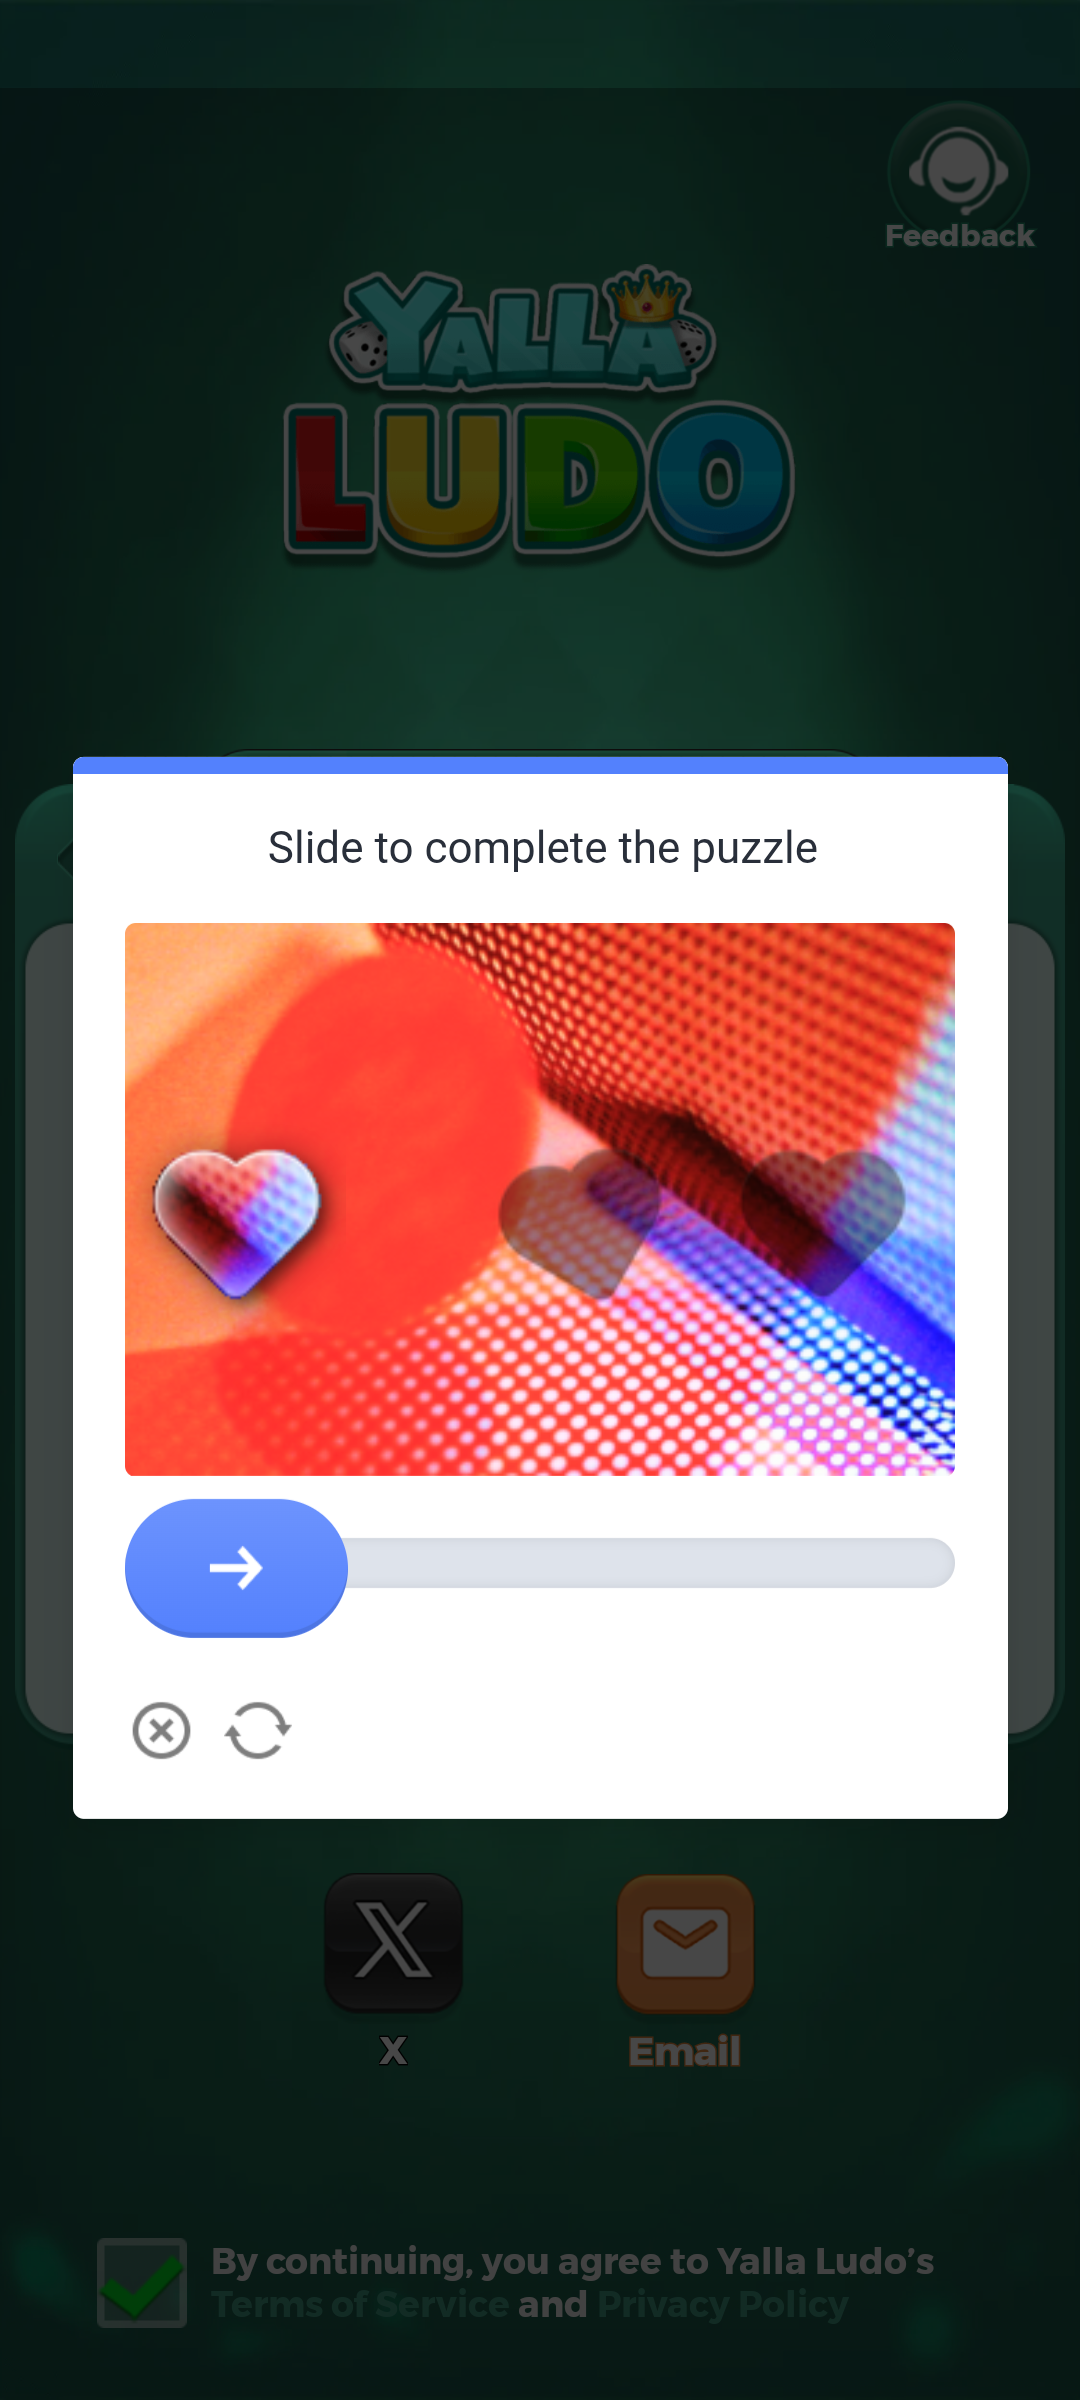 Feedback
YALLA
LUDO
Slide to complete the puzzle
X
Email
By continuing, you agree to Yalla Ludo’s
Terms of Service and Privacy Policy